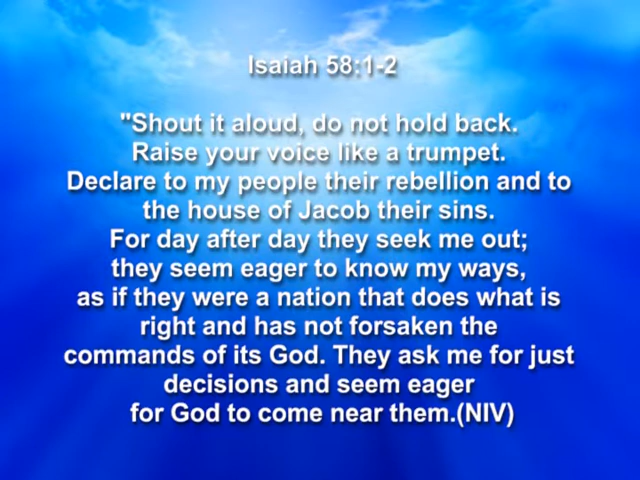 Isaiah 58:1-2
"Shout it aloud, do not hold back.
Raise your voice like a trumpet.
Declare to my people their rebellion and to
the house of Jacob their sins.
For day after day they seek me out;
they seem eager to know my ways,
as if they were a nation that does what is
right and has not forsaken the
commands of its God. They ask me for just
decisions and seem eager
for God to come near them.(NIV)